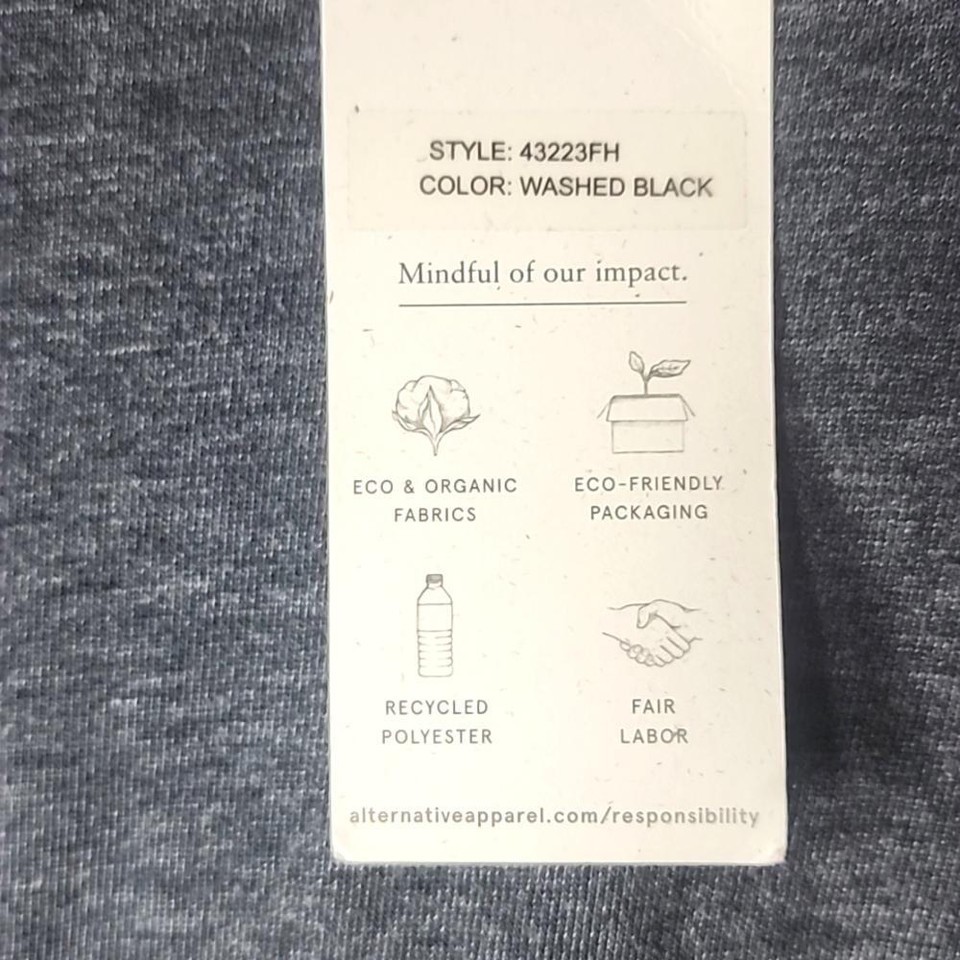 STYLE: 43223FH
COLOR: WASHED BLACK
Mindful of our impact.
ECO & ORGANIC
FABRICS
ECO-FRIENDLY
PACKAGING
RECYCLED
POLYESTER
FAIR
LABOR
alternativeapparel.com/responsibility